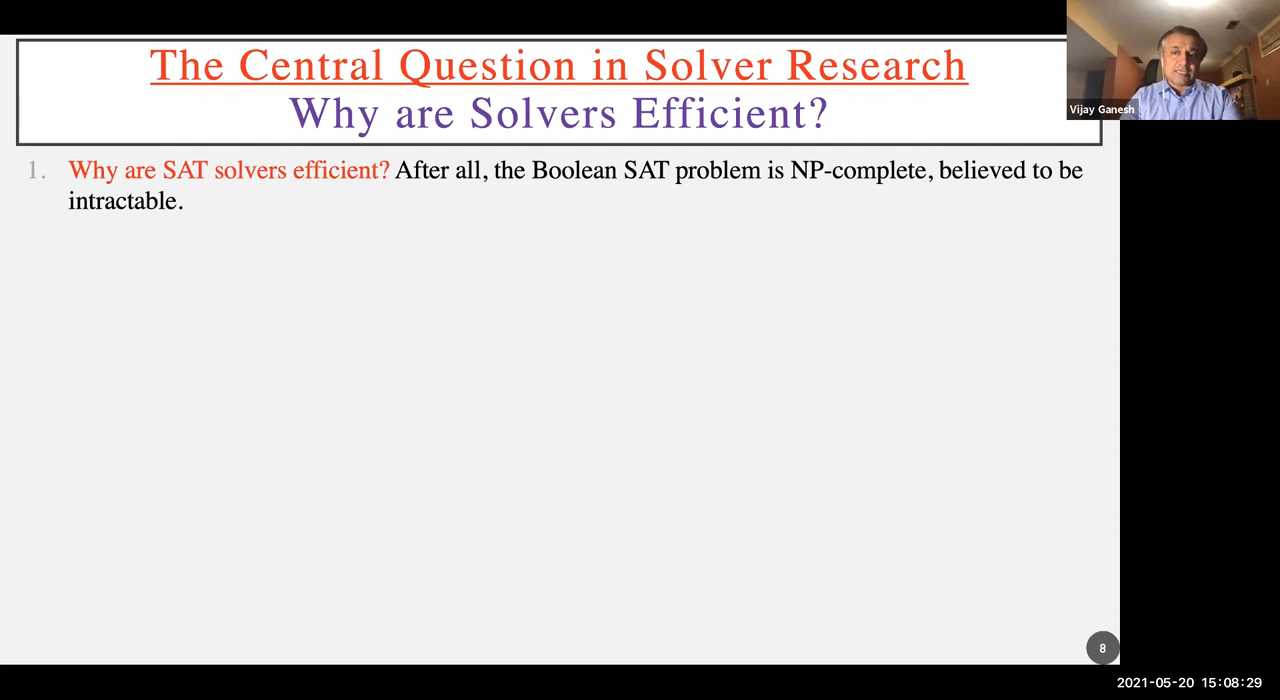 The Central Question in Solver Research
Why are Solvers Efficient?
Vijay Ganesh
1. Why are SAT solvers efficient? After all, the Boolean SAT problem is NP-complete, believed to be
intractable.
8
2021-05-20 15:08:29